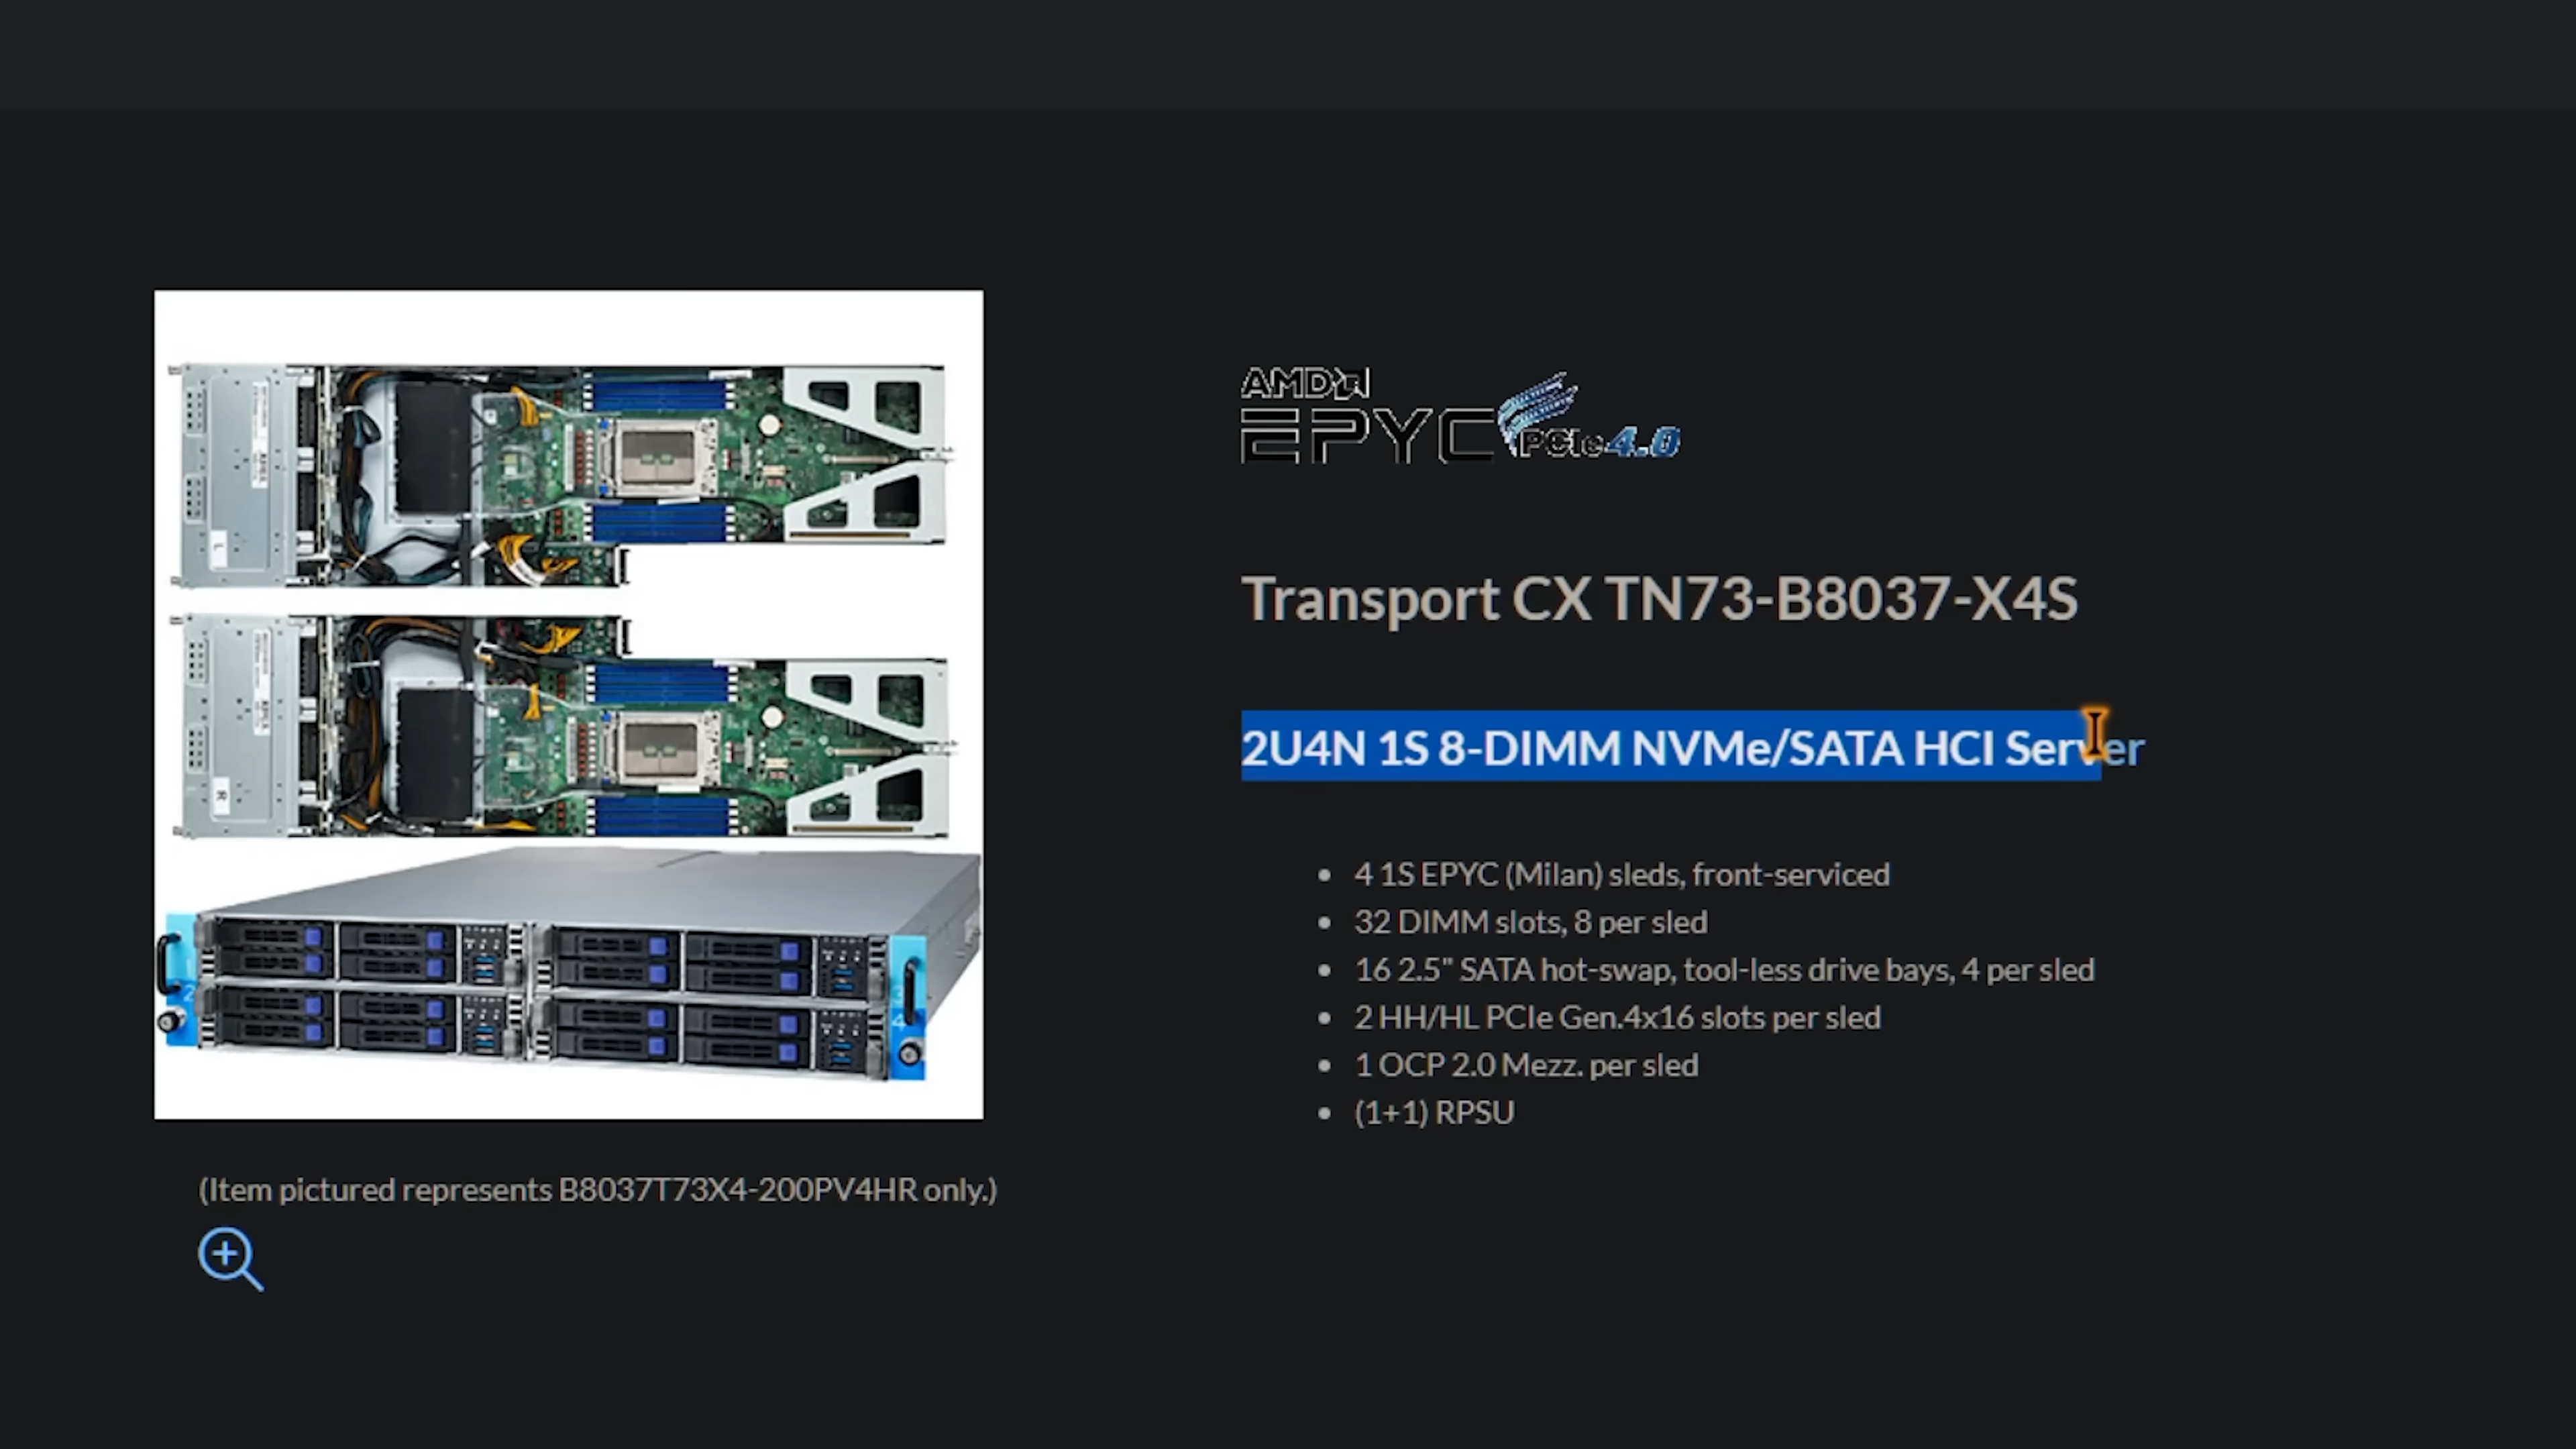 AMD
EPYC PCIe 4.0
Transport CX TN73-B8037-X4S
2U4N 1S 8-DIMM NVMe/SATA HCI Server
4 1S EPYC (Milan) sleds, front-serviced
32 DIMM slots, 8 per sled
16 2.5" SATA hot-swap, tool-less drive bays, 4 per sled
2 HH/HL PCIe Gen.4x16 slots per sled
1 OCP 2.0 Mezz. per sled
(1+1) RPSU
L
R
2
4
(Item pictured represents B8037T73X4-200PV4HR only.)